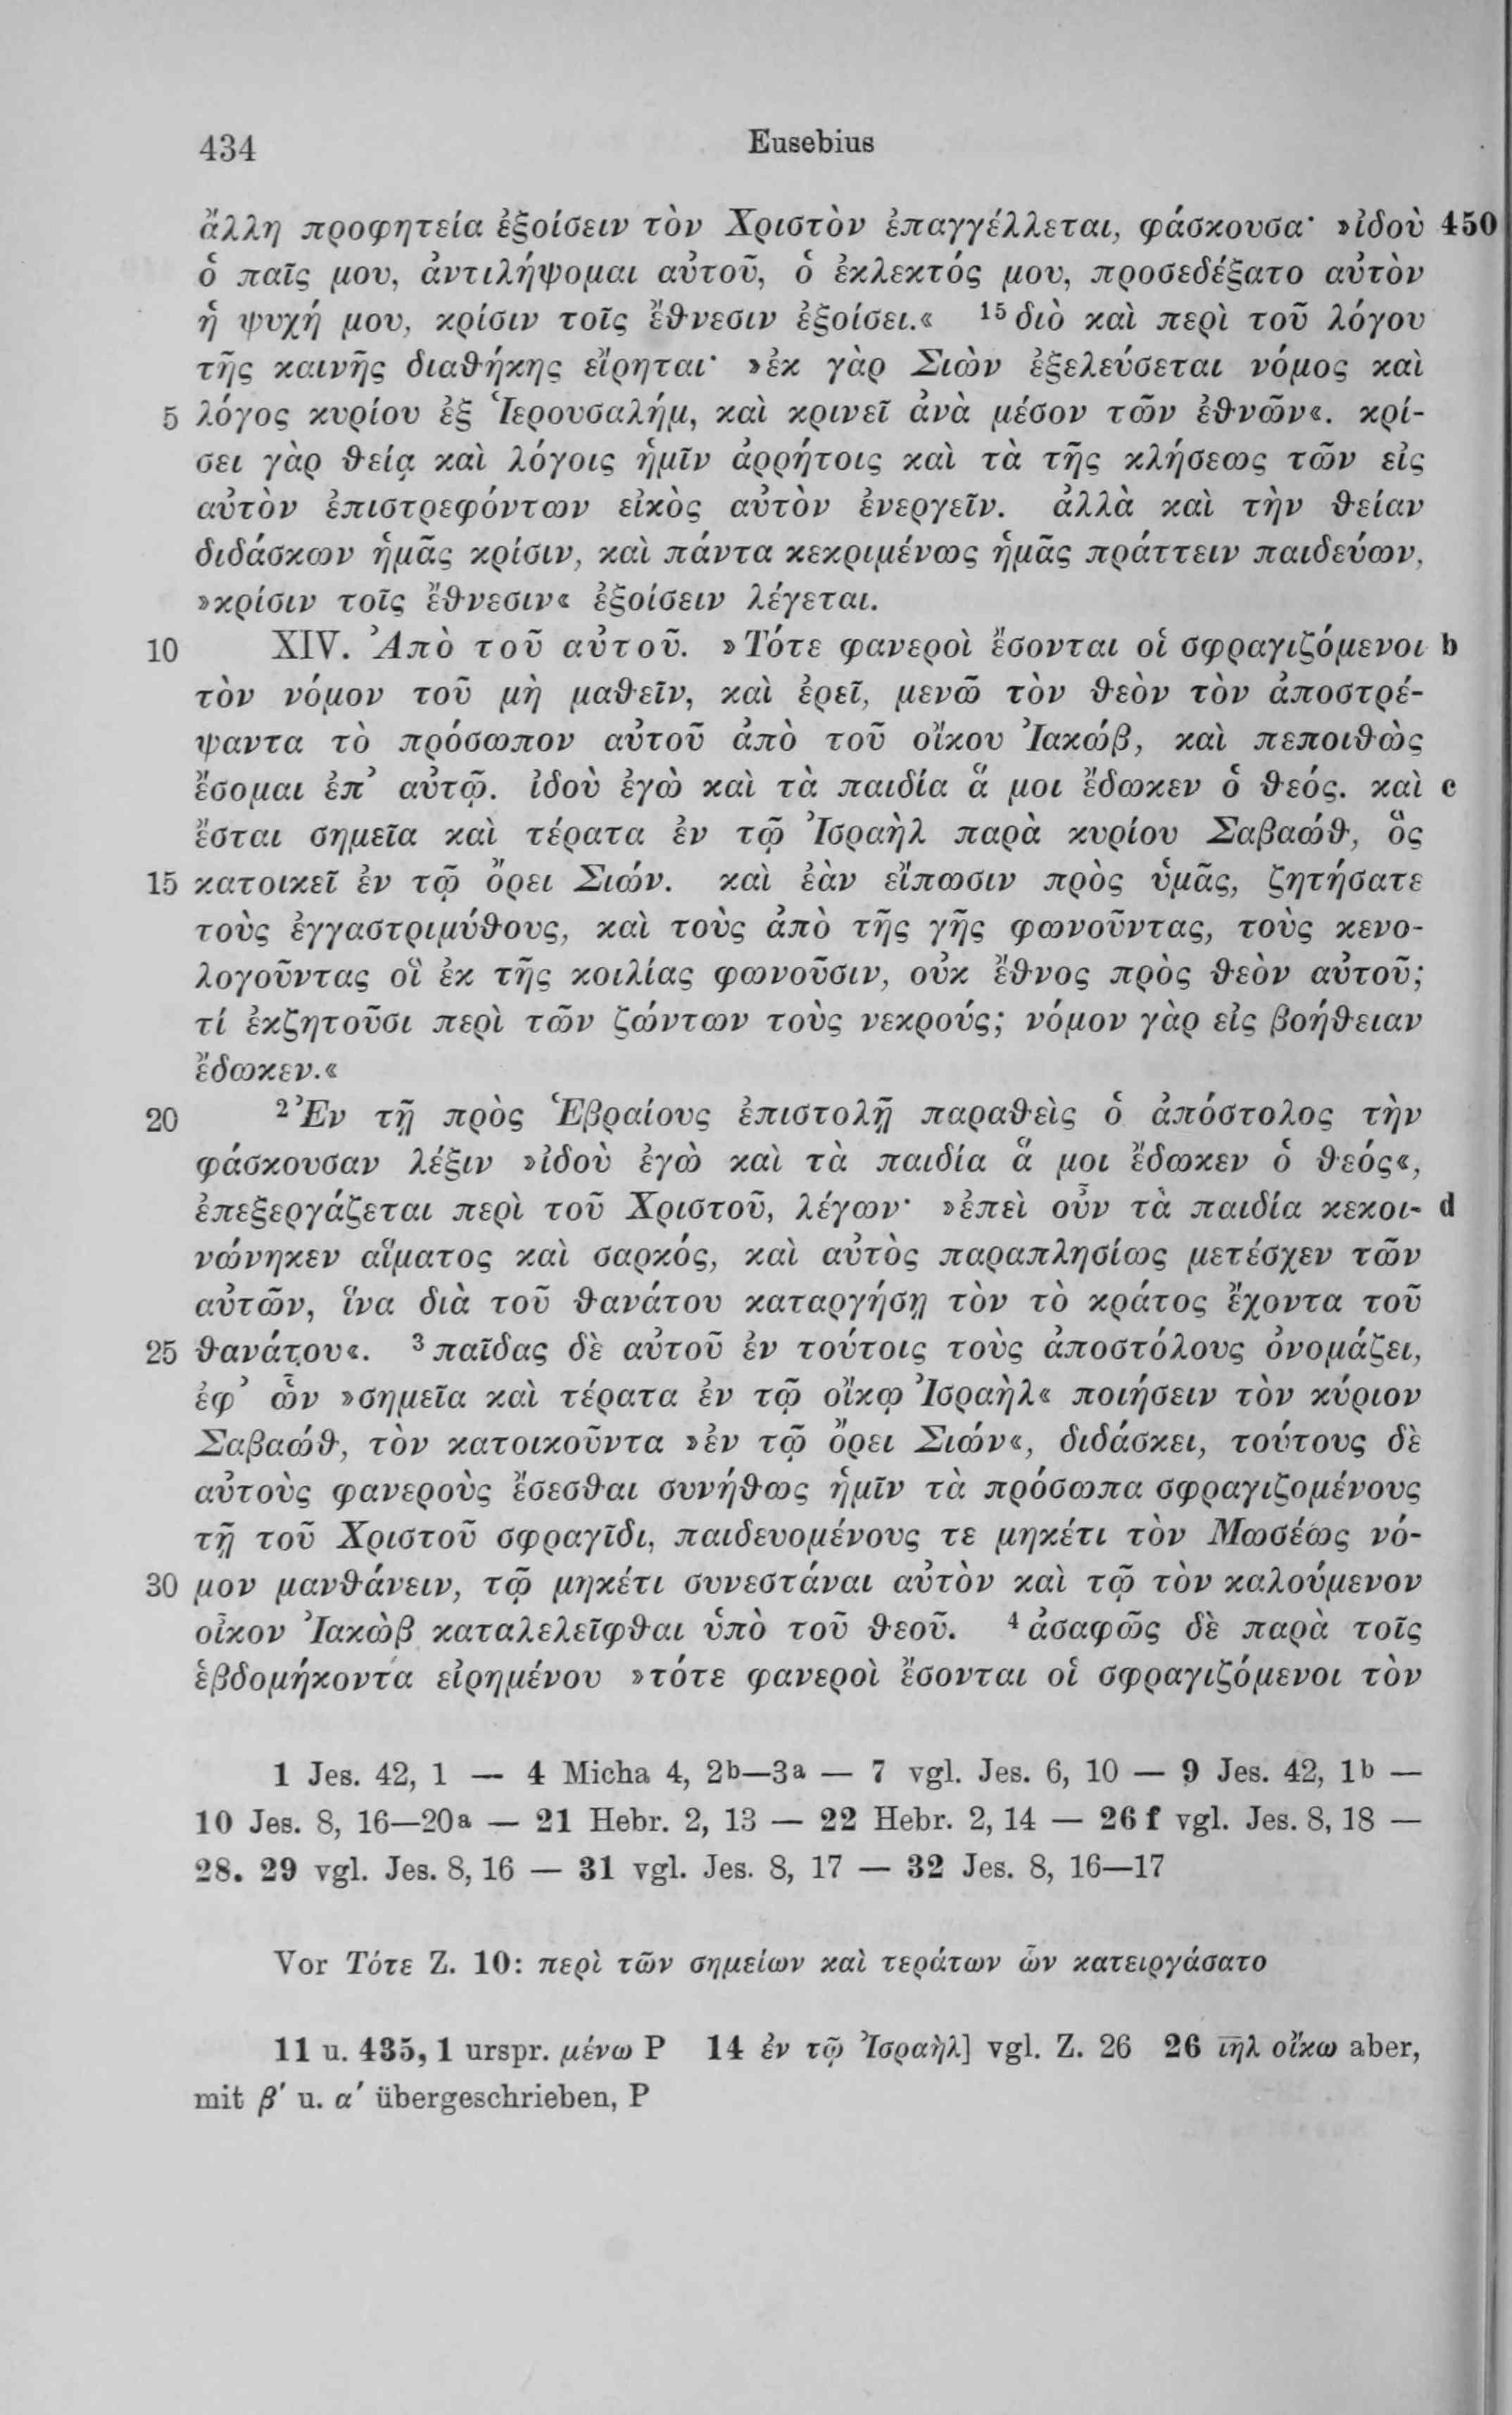 434 Eusebius
ἄλλη προφητεία ἐξοίσειν τὸν Χριστὸν ἐπαγγέλλεται, φάσκουσα· »ἰδοὺ 450
ὁ παῖς μου, ἀντιλήψομαι αὐτοῦ, ὁ ἐκλεκτός μου, προσεδέξατο αὐτὸν
ἡ ψυχή μου, κρίσιν τοῖς ἔθνεσιν ἐξοίσει.« ¹⁵ διὸ καὶ περὶ τοῦ λόγου
τῆς καινῆς διαθήκης εἴρηται· »ἐκ γὰρ Σιὼν ἐξελεύσεται νόμος καὶ
5 λόγος κυρίου ἐξ Ἱερουσαλήμ, καὶ κρινεῖ ἀνὰ μέσον τῶν ἐθνῶν«. κρί-
σει γὰρ θείᾳ καὶ λόγοις ἡμῖν ἀρρήτοις καὶ τὰ τῆς κλήσεως τῶν εἰς
αὐτὸν ἐπιστρεφόντων εἰκὸς αὐτὸν ἐνεργεῖν. ἀλλὰ καὶ τὴν θείαν
διδάσκων ἡμᾶς κρίσιν, καὶ πάντα κεκριμένως ἡμᾶς πράττειν παιδεύων,
»κρίσιν τοῖς ἔθνεσιν« ἐξοίσειν λέγεται.
10 XIV. Ἀπὸ τοῦ αὐτοῦ. »Τότε φανεροὶ ἔσονται οἱ σφραγιζόμενοι b
τὸν νόμον τοῦ μὴ μαθεῖν, καὶ ἐρεῖ, μενῶ τὸν θεὸν τὸν ἀποστρέ-
ψαντα τὸ πρόσωπον αὐτοῦ ἀπὸ τοῦ οἴκου Ἰακώβ, καὶ πεποιθὼς
ἔσομαι ἐπ’ αὐτῷ. ἰδοὺ ἐγὼ καὶ τὰ παιδία ἅ μοι ἔδωκεν ὁ θεός. καὶ c
ἔσται σημεῖα καὶ τέρατα ἐν τῷ Ἰσραὴλ παρὰ κυρίου Σαβαώθ, ὃς
15 κατοικεῖ ἐν τῷ ὄρει Σιών. καὶ ἐὰν εἴπωσιν πρὸς ὑμᾶς, ζητήσατε
τοὺς ἐγγαστριμύθους, καὶ τοὺς ἀπὸ τῆς γῆς φωνοῦντας, τοὺς κενο-
λογοῦντας οἳ ἐκ τῆς κοιλίας φωνοῦσιν, οὐκ ἔθνος πρὸς θεὸν αὐτοῦ;
τί ἐκζητοῦσι περὶ τῶν ζώντων τοὺς νεκρούς; νόμον γὰρ εἰς βοήθειαν
ἔδωκεν.«
20 ² Ἐν τῇ πρὸς Ἑβραίους ἐπιστολῇ παραθεὶς ὁ ἀπόστολος τὴν
φάσκουσαν λέξιν »ἰδοὺ ἐγὼ καὶ τὰ παιδία ἅ μοι ἔδωκεν ὁ θεός«,
ἐπεξεργάζεται περὶ τοῦ Χριστοῦ, λέγων· »ἐπεὶ οὖν τὰ παιδία κεκοι- d
νώνηκεν αἵματος καὶ σαρκός, καὶ αὐτὸς παραπλησίως μετέσχεν τῶν
αὐτῶν, ἵνα διὰ τοῦ θανάτου καταργήσῃ τὸν τὸ κράτος ἔχοντα τοῦ
25 θανάτου«. ³ παῖδας δὲ αὐτοῦ ἐν τούτοις τοὺς ἀποστόλους ὀνομάζει,
ἐφ’ ὧν »σημεῖα καὶ τέρατα ἐν τῷ οἴκῳ Ἰσραὴλ« ποιήσειν τὸν κύριον
Σαβαώθ, τὸν κατοικοῦντα »ἐν τῷ ὄρει Σιών«, διδάσκει, τούτους δὲ
αὐτοὺς φανεροὺς ἔσεσθαι συνήθως ἡμῖν τὰ πρόσωπα σφραγιζομένους
τῇ τοῦ Χριστοῦ σφραγῖδι, παιδευομένους τε μηκέτι τὸν Μωσέως νό-
30 μον μανθάνειν, τῷ μηκέτι συνεστάναι αὐτὸν καὶ τῷ τὸν καλούμενον
οἶκον Ἰακὼβ καταλελεῖφθαι ὑπὸ τοῦ θεοῦ. ⁴ ἀσαφῶς δὲ παρὰ τοῖς
ἑβδομήκοντα εἰρημένου »τότε φανεροὶ ἔσονται οἱ σφραγιζόμενοι τὸν
1 Jes. 42, 1 — 4 Micha 4, 2b—3a — 7 vgl. Jes. 6, 10 — 9 Jes. 42, 1b —
10 Jes. 8, 16—20a — 21 Hebr. 2, 13 — 22 Hebr. 2, 14 — 26 f vgl. Jes. 8, 18 —
28. 29 vgl. Jes. 8, 16 — 31 vgl. Jes. 8, 17 — 32 Jes. 8, 16—17
Vor Τότε Z. 10: περὶ τῶν σημείων καὶ τεράτων ὧν κατειργάσατο
11 u. 435, 1 urspr. μένω P 14 ἐν τῷ Ἰσραὴλ] vgl. Z. 26 26 ιηλ οἴκω aber,
mit β′ u. α′ übergeschrieben, P